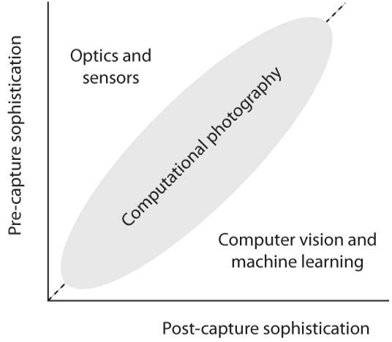 Pre-capture sophistication
Optics and
sensors
Computational photography
Computer vision and
machine learning
Post-capture sophistication